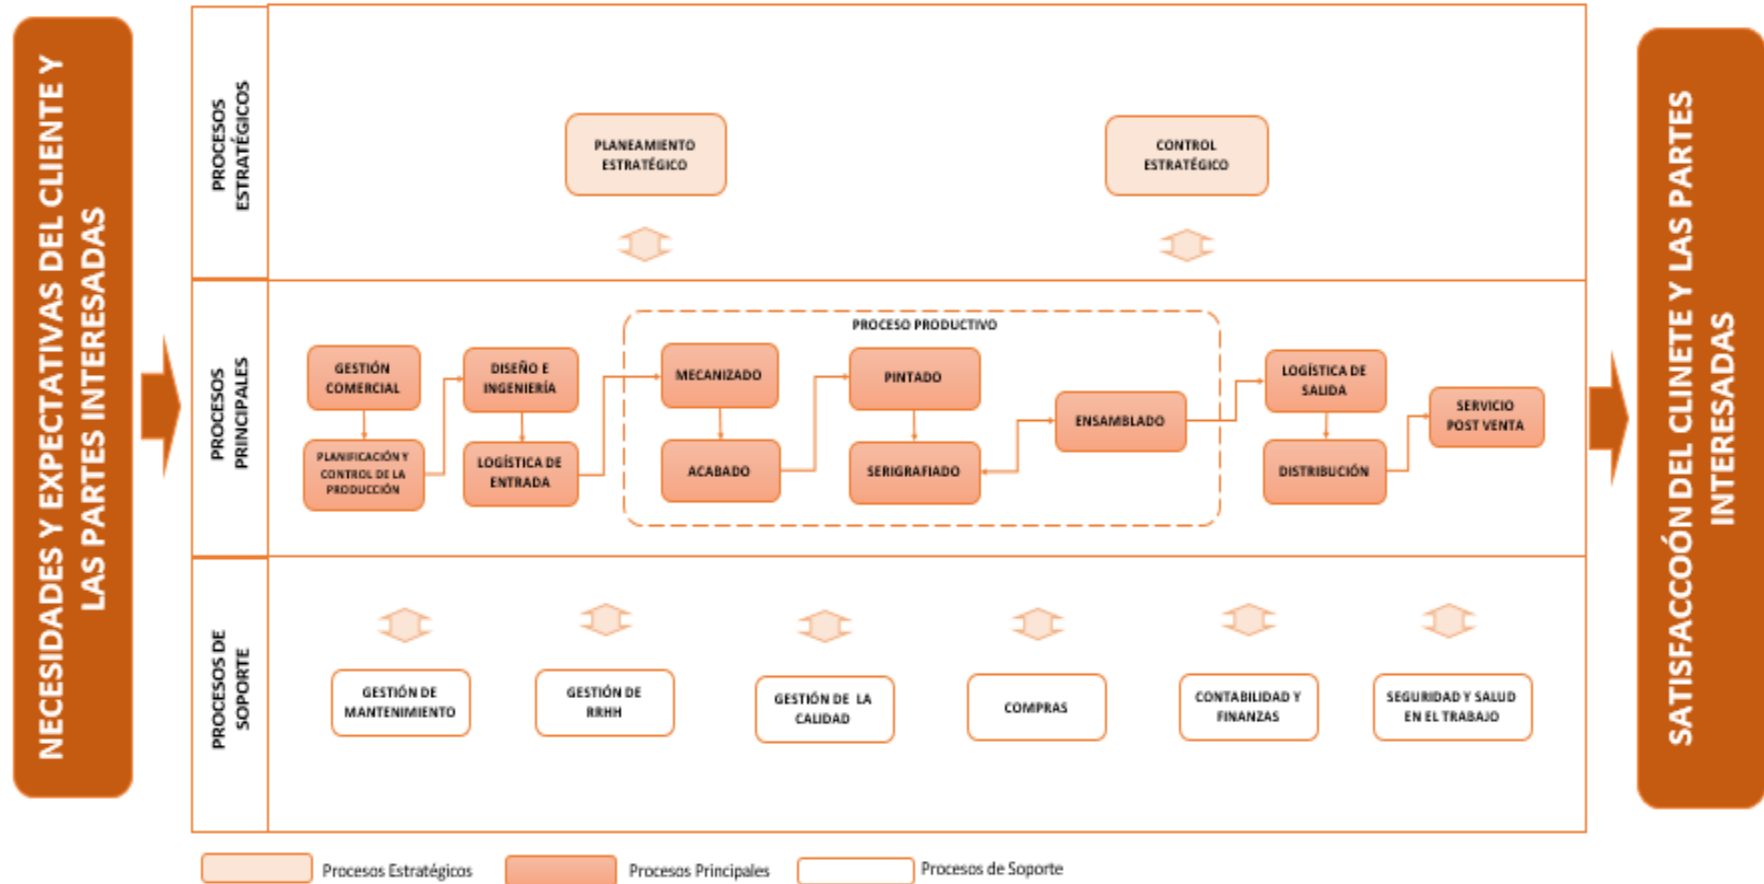 NECESIDADES Y EXPECTATIVAS DEL CLIENTE Y
LAS PARTES INTERESADAS
PROCESOS
ESTRATÉGICOS
PLANEAMIENTO
ESTRATÉGICO
CONTROL
ESTRATÉGICO
PROCESOS
PRINCIPALES
PROCESO PRODUCTIVO
GESTIÓN
COMERCIAL
PLANIFICACIÓN Y
CONTROL DE LA
PRODUCCIÓN
DISEÑO E
INGENIERÍA
LOGÍSTICA DE
ENTRADA
MECANIZADO
ACABADO
PINTADO
SERIGRAFIADO
ENSAMBLADO
LOGÍSTICA DE
SALIDA
DISTRIBUCIÓN
SERVICIO
POST VENTA
PROCESOS DE
SOPORTE
GESTIÓN DE
MANTENIMIENTO
GESTIÓN DE
RRHH
GESTIÓN DE LA
CALIDAD
COMPRAS
CONTABILIDAD Y
FINANZAS
SEGURIDAD Y SALUD
EN EL TRABAJO
SATISFACCOÓN DEL CLINETE Y LAS PARTES
INTERESADAS
Procesos Estratégicos
Procesos Principales
Procesos de Soporte